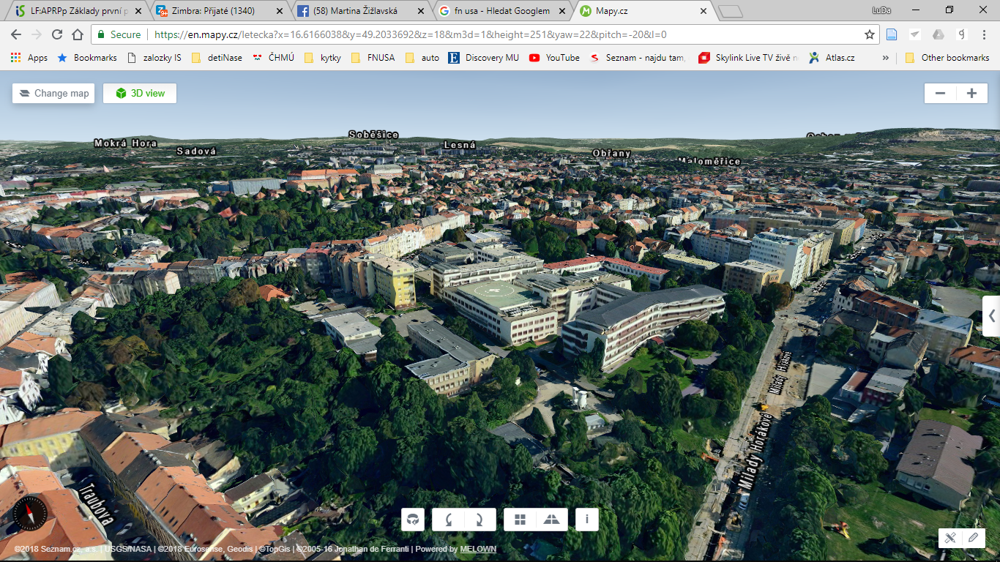 LF:APRPp Základy první p
Zimbra: Přijaté (1340)
(58) Martina Žižlavská
fn usa - Hledat Googlem
Mapy.cz
LuDa
Secure
https://en.mapy.cz/letecka?x=16.6166038&y=49.2033692&z=18&m3d=1&height=251&yaw=22&pitch=-20&l=0
Apps
Bookmarks
zalozky IS
detiNase
ČHMÚ
kytky
FNUSA
auto
Discovery MU
YouTube
Seznam - najdu tam,
Skylink Live TV živě n
Atlas.cz
»
Other bookmarks
Change map
3D view
Mokrá Hora
Sadová
Soběšice
Lesná
Obřany
Maloměřice
Milady Horákové
Milady Horákové
Traubova
©2018 Seznam.cz, a.s. | USGS/NASA | ©2018 Eurosense, Geodis | ©TopGis | ©2005-16 Jonathan de Ferranti | Powered by MELOWN